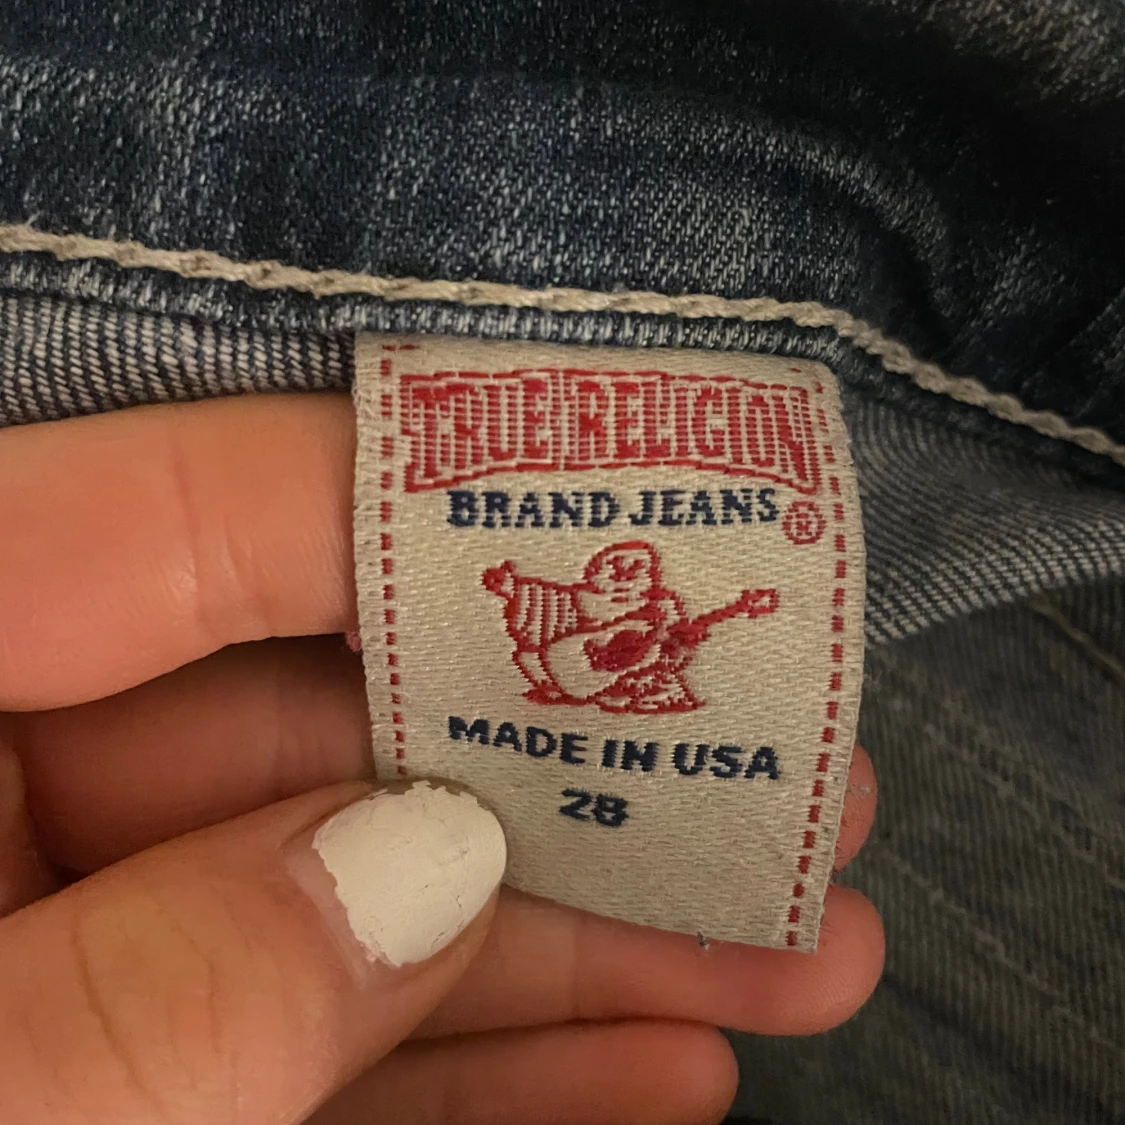 TRUE RELIGION
BRAND JEANS ®
MADE IN USA
28